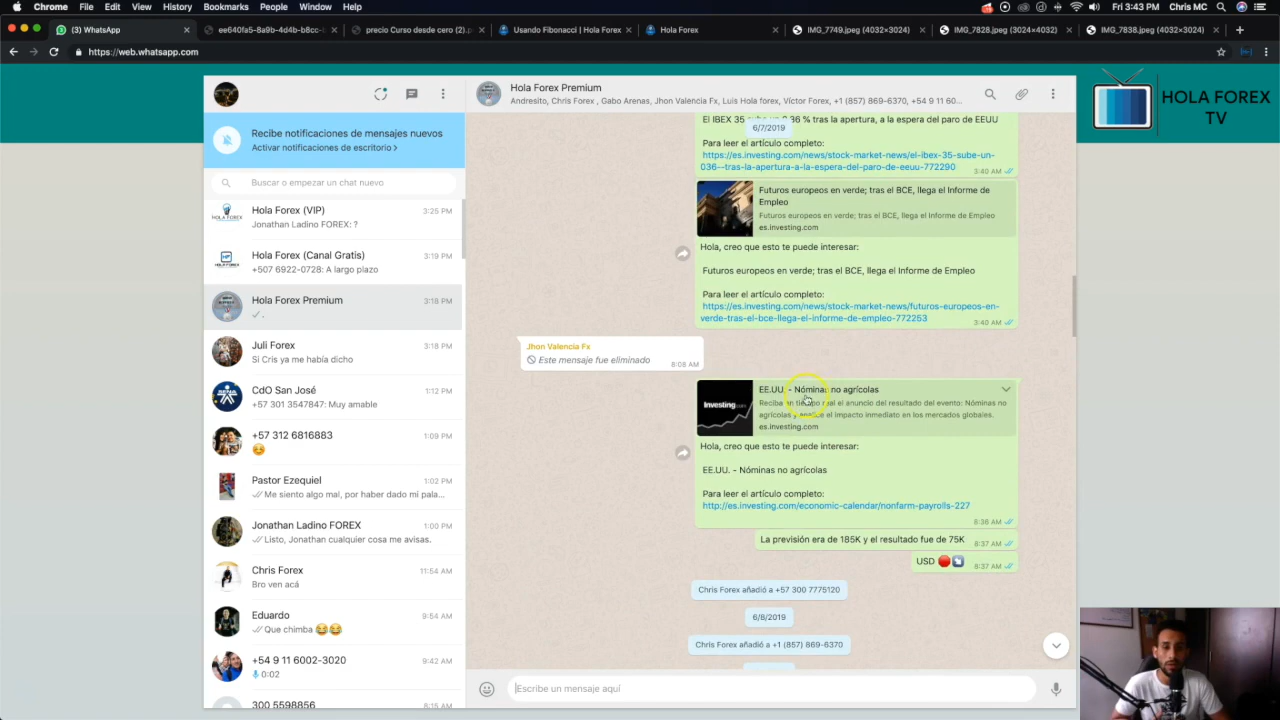 Chrome File Edit View History Bookmarks People Window Help
Fri 3:43 PM Chris MC
(3) WhatsApp
ee640fa5-8a9b-4d4b-b8cc-
precio Curso desde cero (2).p
Usando Fibonacci | Hola Forex
Hola Forex
IMG_7749.jpeg (4032×3024)
IMG_7828.jpeg (3024×4032)
IMG_7838.jpeg (4032×3024)
https://web.whatsapp.com
HOLA FOREX
TV
Recibe notificaciones de mensajes nuevos
Activar notificaciones de escritorio >
Buscar o empezar un chat nuevo
Hola Forex (VIP) 3:25 PM
Jonathan Ladino FOREX: ?
Hola Forex (Canal Gratis) 3:19 PM
+507 6922-0728: A largo plazo
Hola Forex Premium 3:18 PM
.
Juli Forex 3:18 PM
Si Cris ya me había dicho
CdO San José 1:12 PM
+57 301 3547847: Muy amable
+57 312 6816883 1:09 PM
Pastor Ezequiel 1:02 PM
Me siento algo mal, por haber dado mi pala...
Jonathan Ladino FOREX 1:00 PM
Listo, Jonathan cualquier cosa me avisas.
Chris Forex 11:54 AM
Bro ven acá
Eduardo 9:54 AM
Que chimba 😂😂
+54 9 11 6002-3020 9:42 AM
0:02
300 5598856 8:15 AM
Hola Forex Premium
Andresito, Chris Forex , Gabo Arenas, Jhon Valencia Fx, Luis Hola forex, Víctor Forex, +1 (857) 869-6370, +54 9 11 60...
El IBEX 35 sube un 0,36 % tras la apertura, a la espera del paro de EEUU
6/7/2019
Para leer el artículo completo:
https://es.investing.com/news/stock-market-news/el-ibex-35-sube-un-
036--tras-la-apertura-a-la-espera-del-paro-de-eeuu-772290
3:40 AM
Futuros europeos en verde; tras el BCE, llega el Informe de
Empleo
Futuros europeos en verde; tras el BCE, llega el Informe de Empleo
es.investing.com
Hola, creo que esto te puede interesar:
Futuros europeos en verde; tras el BCE, llega el Informe de Empleo
Para leer el artículo completo:
https://es.investing.com/news/stock-market-news/futuros-europeos-en-
verde-tras-el-bce-llega-el-informe-de-empleo-772253
3:40 AM
Jhon Valencia Fx
Este mensaje fue eliminado
8:08 AM
EE.UU. - Nóminas no agrícolas
Reciba en tiempo real el anuncio del resultado del evento: Nóminas no
agrícolas y analice el impacto inmediato en los mercados globales.
es.investing.com
Investing.com
Hola, creo que esto te puede interesar:
EE.UU. - Nóminas no agrícolas
Para leer el artículo completo:
http://es.investing.com/economic-calendar/nonfarm-payrolls-227
8:36 AM
La previsión era de 185K y el resultado fue de 75K 8:37 AM
USD 8:37 AM
Chris Forex añadió a +57 300 7775120
6/8/2019
Chris Forex añadió a +1 (857) 869-6370
Escribe un mensaje aquí